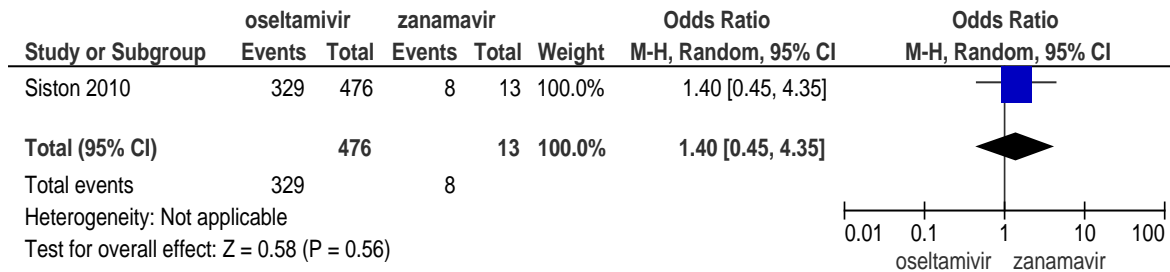 oseltamivir zanamavir Odds Ratio Odds Ratio
Study or Subgroup Events Total Events Total Weight M-H, Random, 95% CI M-H, Random, 95% CI
Siston 2010 329 476 8 13 100.0% 1.40 [0.45, 4.35]
Total (95% CI) 476 13 100.0% 1.40 [0.45, 4.35]
Total events 329 8
Heterogeneity: Not applicable
Test for overall effect: Z = 0.58 (P = 0.56)
0.01 0.1 1 10 100
oseltamivir zanamavir